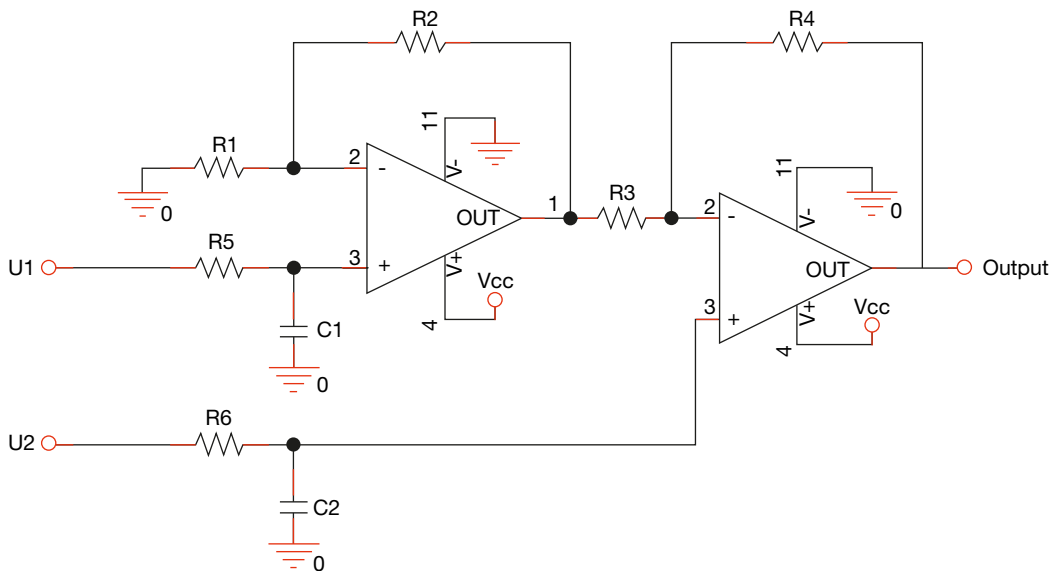 R2
R4
11
V-
R1
2
-
OUT
1
0
R5
U1
3
+
V+
Vcc
4
C1
0
R3
2
-
11
V-
0
OUT
Output
3
+
V+
Vcc
4
R6
U2
C2
0